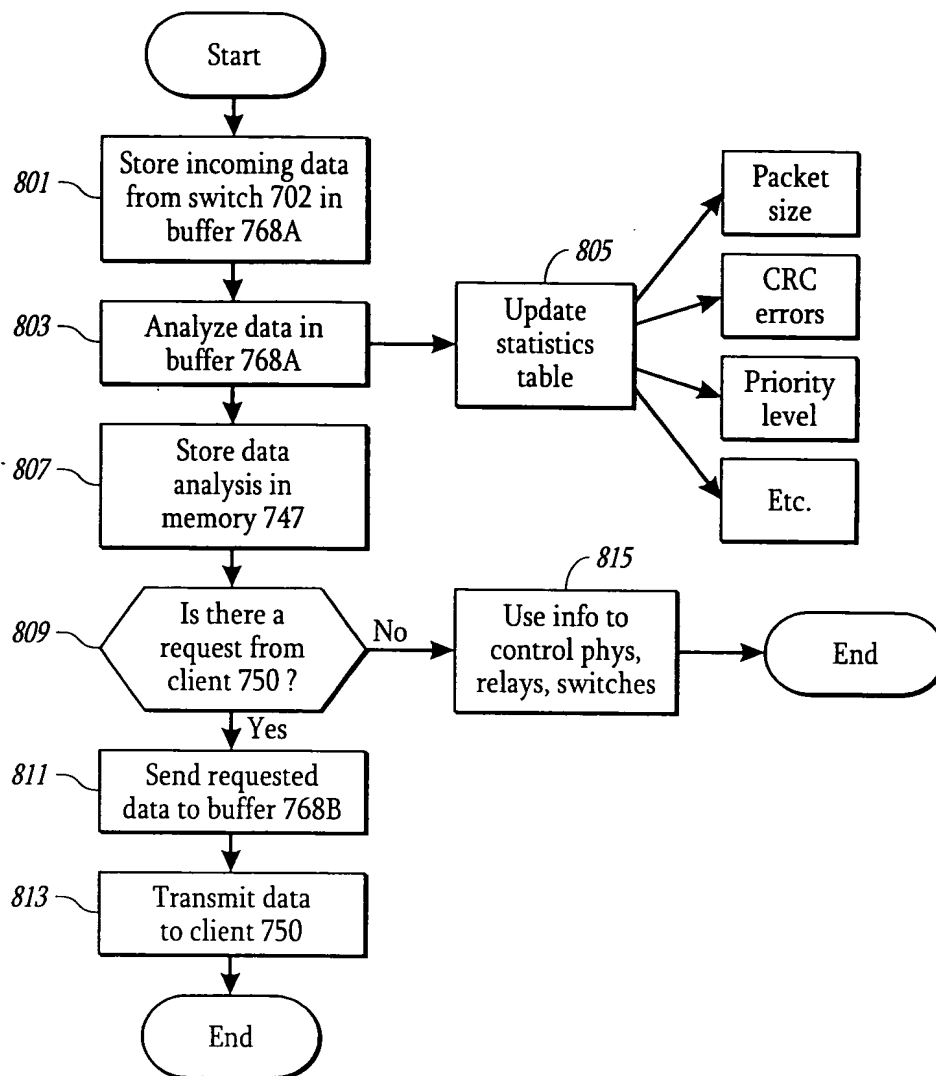 Start
801
Store incoming data
from switch 702 in
buffer 768A
803
Analyze data in
buffer 768A
805
Update
statistics
table
Packet
size
CRC
errors
Priority
level
Etc.
807
Store data
analysis in
memory 747
809
Is there a
request from
client 750 ?
No
815
Use info to
control phys,
relays, switches
End
Yes
811
Send requested
data to buffer 768B
813
Transmit data
to client 750
End